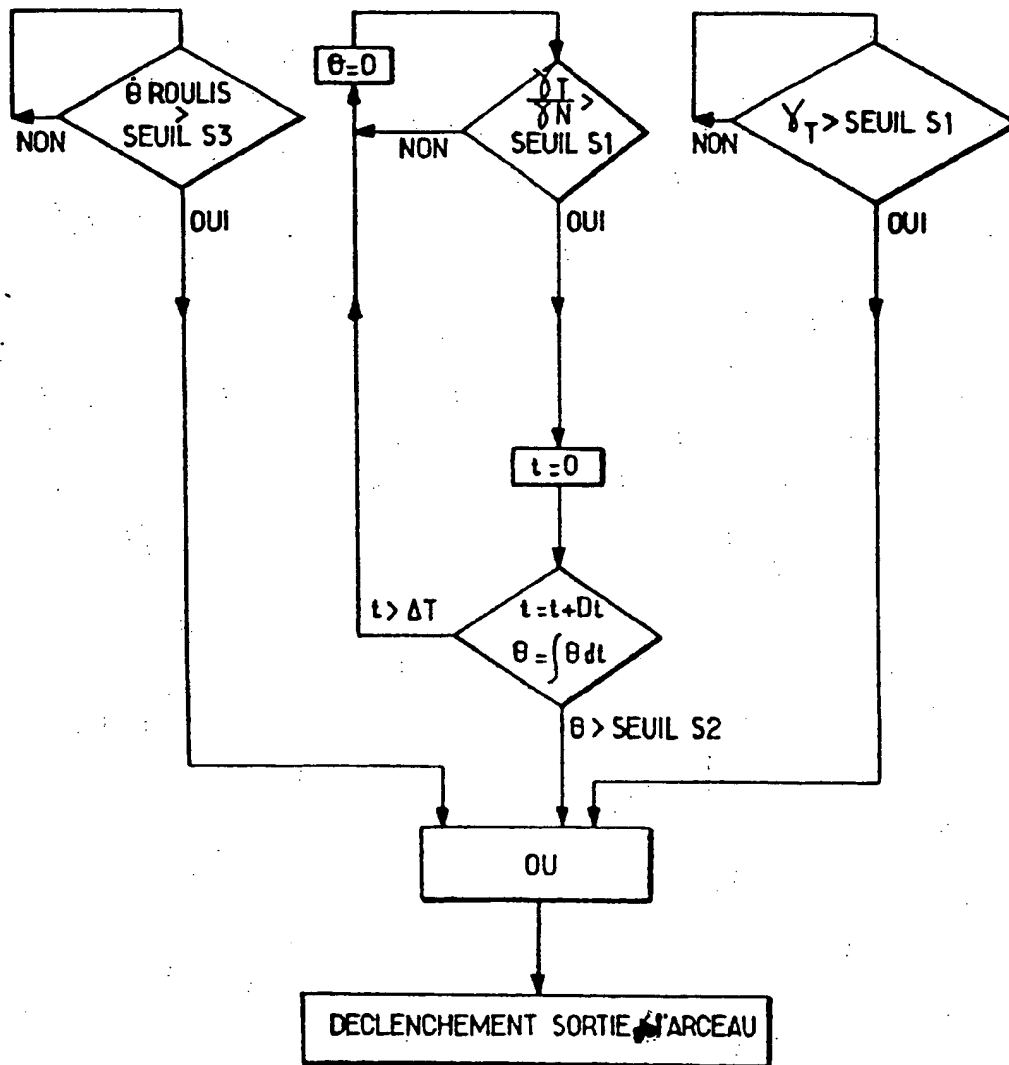 θ̇ ROULIS
>
SEUIL S3
NON
OUI
θ=0
γT
γN >
SEUIL S1
NON
OUI
γT > SEUIL S1
NON
OUI
t=0
t> ΔT
t=t+Dt
θ=∫θdt
θ> SEUIL S2
OU
DECLENCHEMENT SORTIE D'ARCEAU